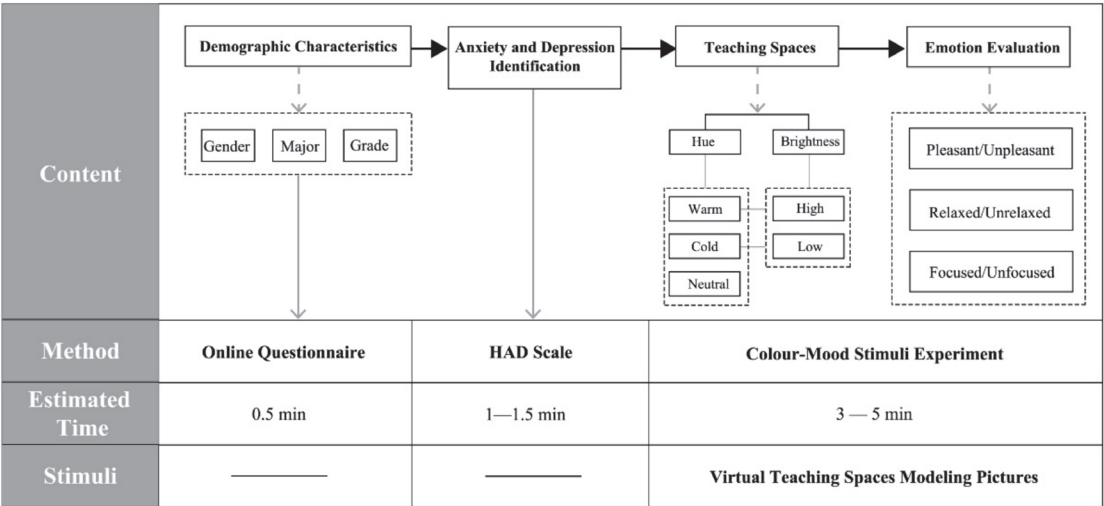 Content
Demographic Characteristics
Anxiety and Depression
Identification
Teaching Spaces
Emotion Evaluation
Gender
Major
Grade
Hue
Brightness
Warm
High
Cold
Low
Neutral
Pleasant/Unpleasant
Relaxed/Unrelaxed
Focused/Unfocused
Method
Online Questionnaire
HAD Scale
Colour-Mood Stimuli Experiment
Estimated
Time
0.5 min
1—1.5min
3 — 5 min
Stimuli
Virtual Teaching Spaces Modeling Pictures